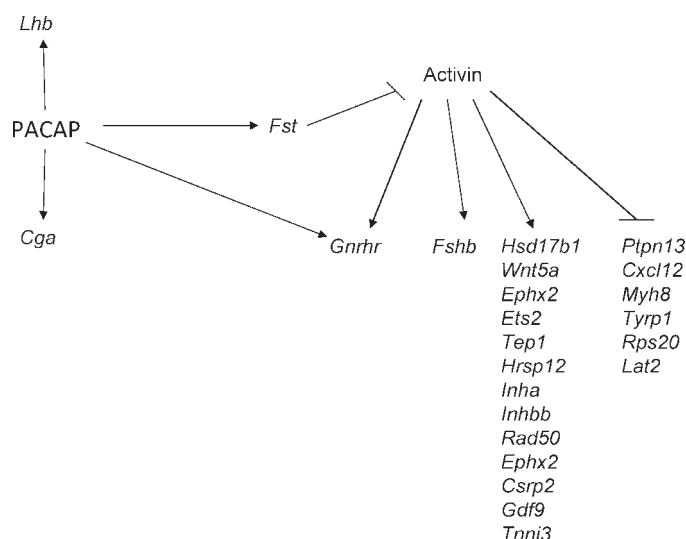 Lhb
Activin
PACAP
Fst
Cga
Gnrhr
Fshb
Hsd17b1
Wnt5a
Ephx2
Ets2
Tep1
Hrsp12
Inha
Inhbb
Rad50
Ephx2
Csrp2
Gdf9
Tnni3
Ptpn13
Cxcl12
Myh8
Tyrp1
Rps20
Lat2